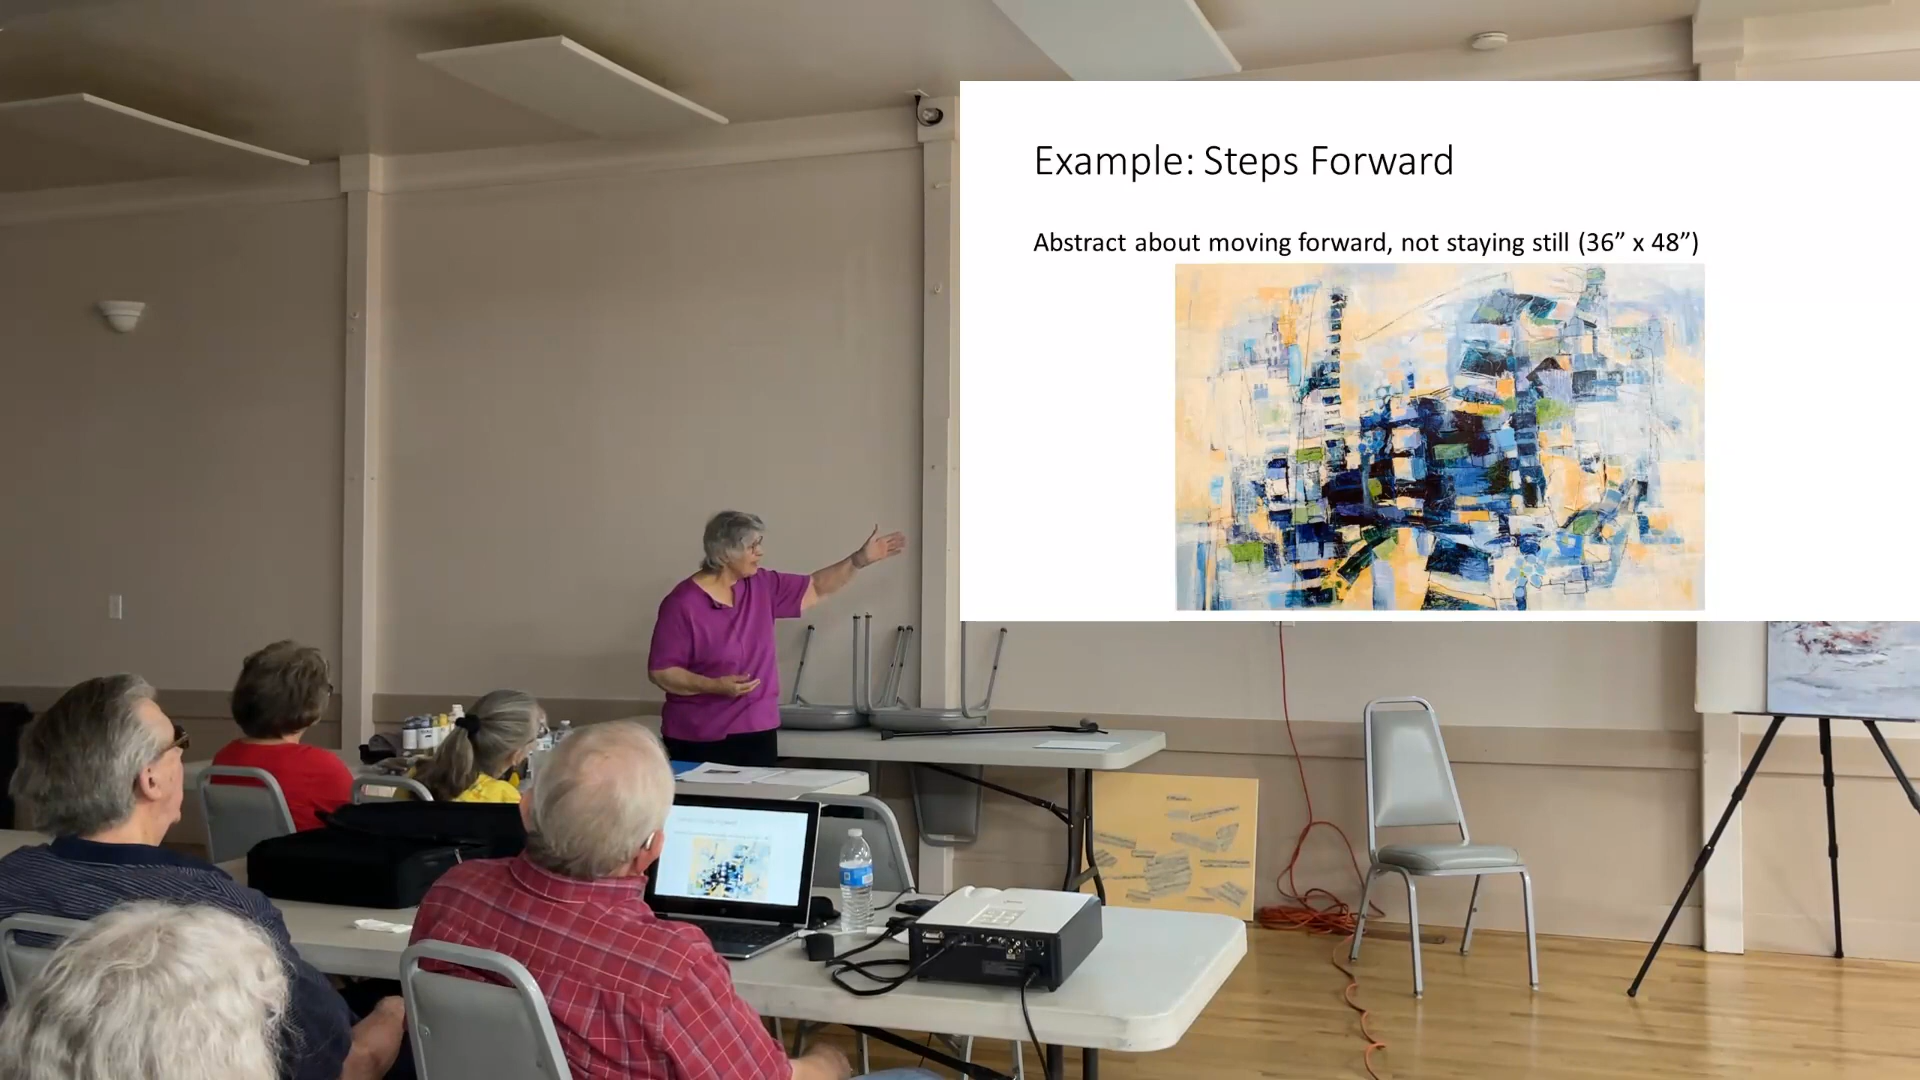 Example: Steps Forward
Abstract about moving forward, not staying still (36” x 48”)